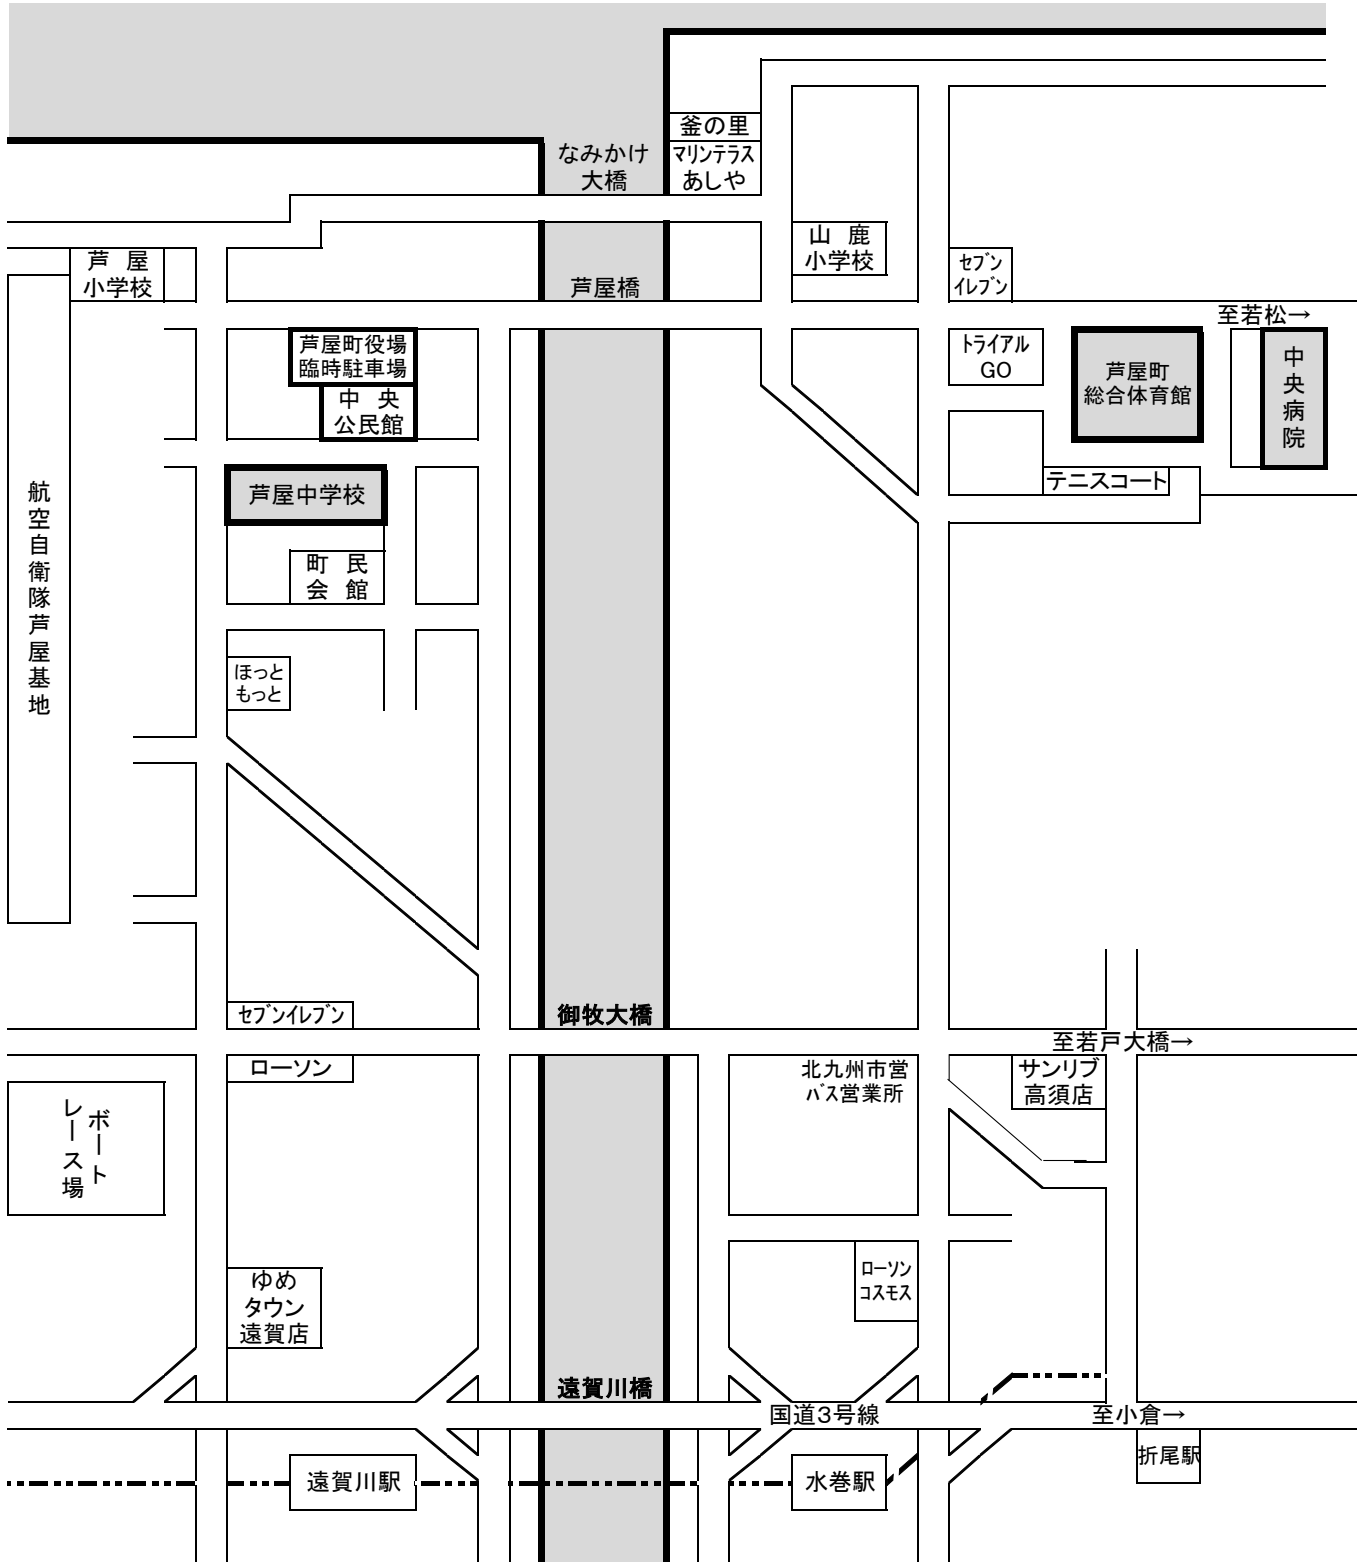 釜の里
なみかけ
大橋
マリンテラス
あしや
山 鹿
小学校
芦 屋
小学校
セブン
イレブン
芦屋橋
至若松→
芦屋町役場
臨時駐車場
中 央
公民館
トライアル
GO
芦屋町
総合体育館
中央病院
テニスコート
芦屋中学校
航空自衛隊芦屋基地
町 民
会 館
ほっと
もっと
セブンイレブン
御牧大橋
至若戸大橋→
ローソン
北九州市営
バス営業所
サンリブ
高須店
ボート
レース場
ゆめ
タウン
遠賀店
ローソン
コスモス
遠賀川橋
国道3号線
至小倉→
遠賀川駅
水巻駅
折尾駅